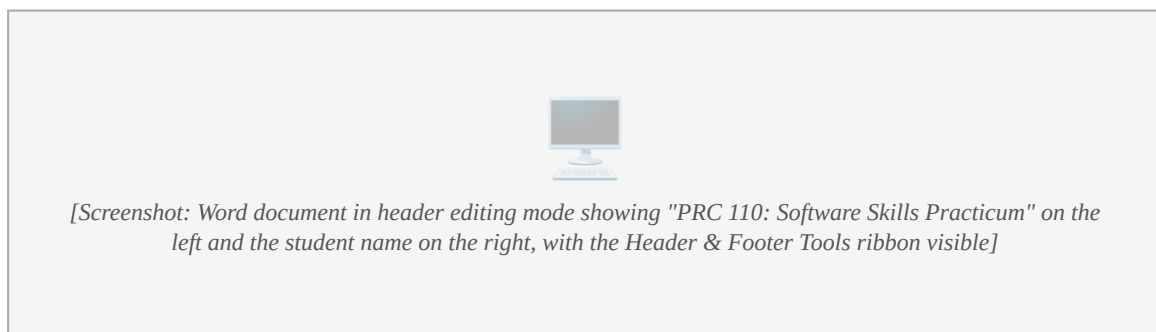 [Screenshot: Word document in header editing mode showing "PRC 110: Software Skills Practicum" on the
left and the student name on the right, with the Header & Footer Tools ribbon visible]